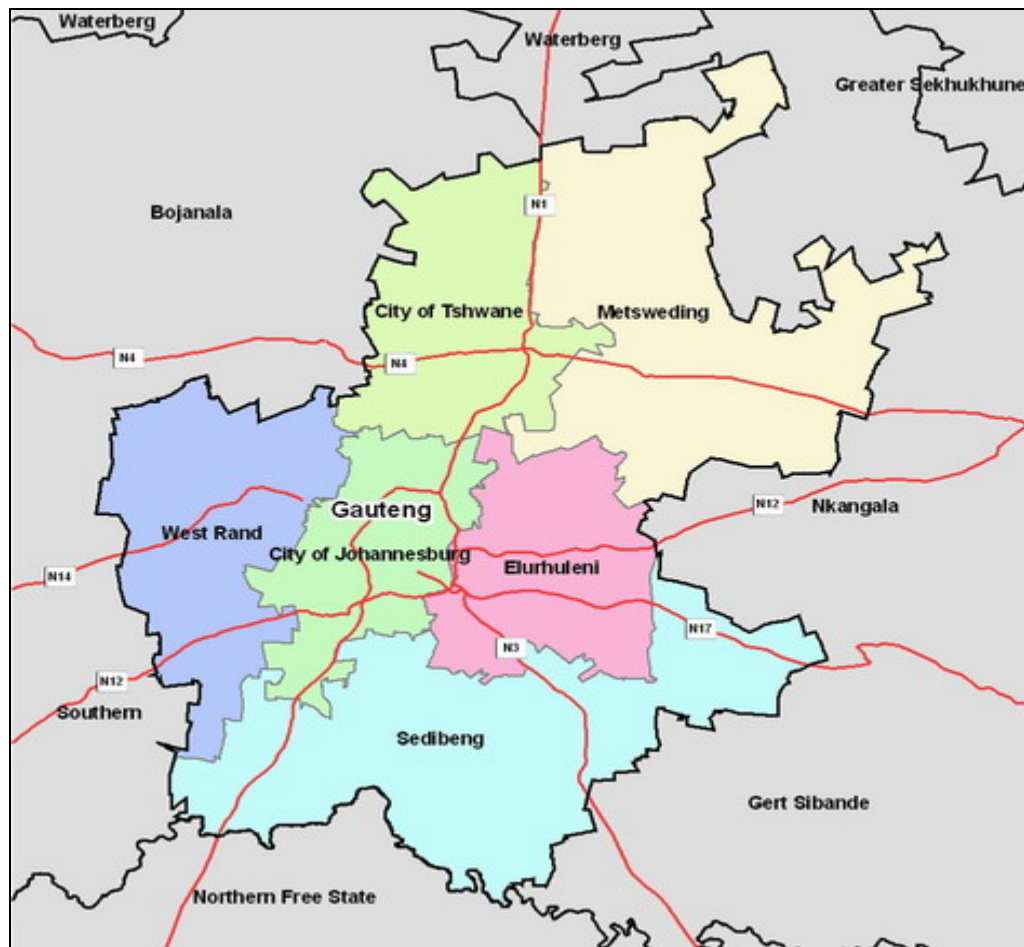 Waterberg
Waterberg
Greater Sekhukhune
Bojanala
N1
City of Tshwane
Metsweding
N4
N4
Gauteng
N12
Nkangala
West Rand
City of Johannesburg
Elurhuleni
N14
N17
N3
N12
Southern
Sedibeng
Gert Sibande
Northern Free State